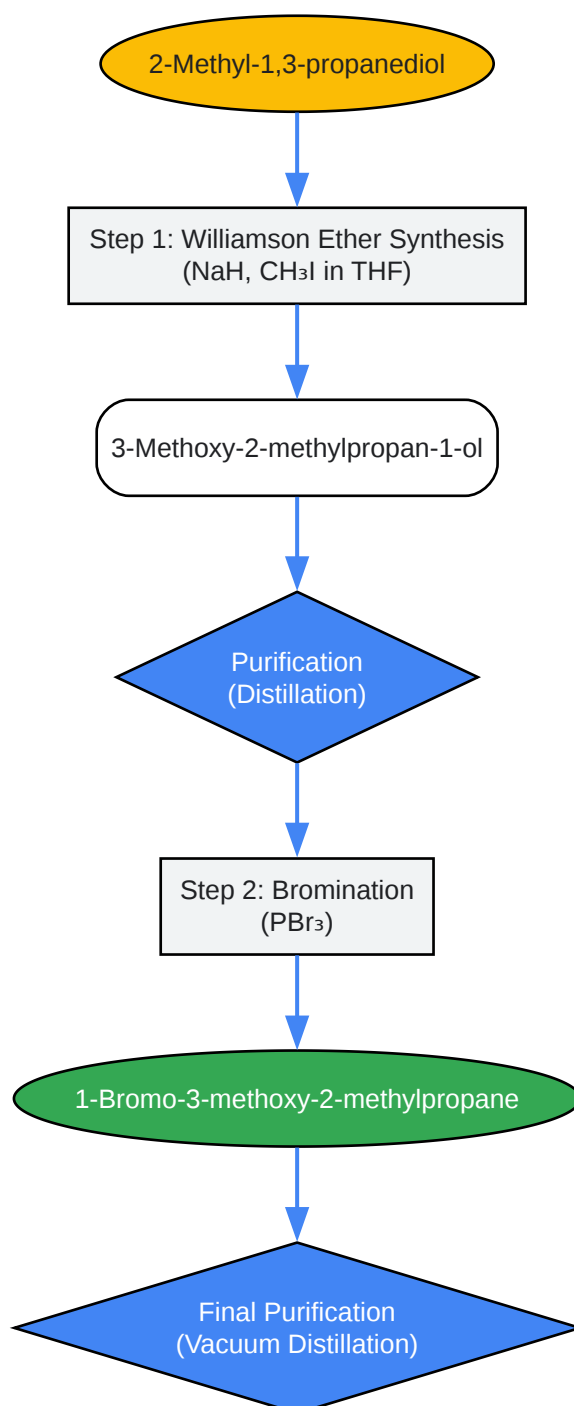 2-Methyl-1,3-propanediol
Step 1: Williamson Ether Synthesis
(NaH, CH₃I in THF)
3-Methoxy-2-methylpropan-1-ol
Purification
(Distillation)
Step 2: Bromination
(PBr₃)
1-Bromo-3-methoxy-2-methylpropane
Final Purification
(Vacuum Distillation)